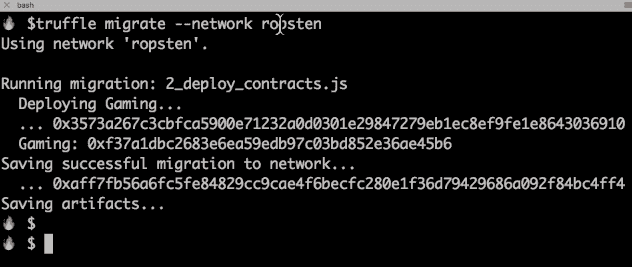 bash
$truffle migrate --network ropsten
Using network 'ropsten'.
Running migration: 2_deploy_contracts.js
Deploying Gaming...
... 0x3573a267c3cbfca5900e71232a0d0301e29847279eb1ec8ef9fe1e8643036910
Gaming: 0xf37a1dbc2683e6ea59edb97c03bd852e36ae45b6
Saving successful migration to network...
... 0xaff7fb56a6fc5fe84829cc9cae4f6becfc280e1f36d79429686a092f84bc4ff4
Saving artifacts...
$
$